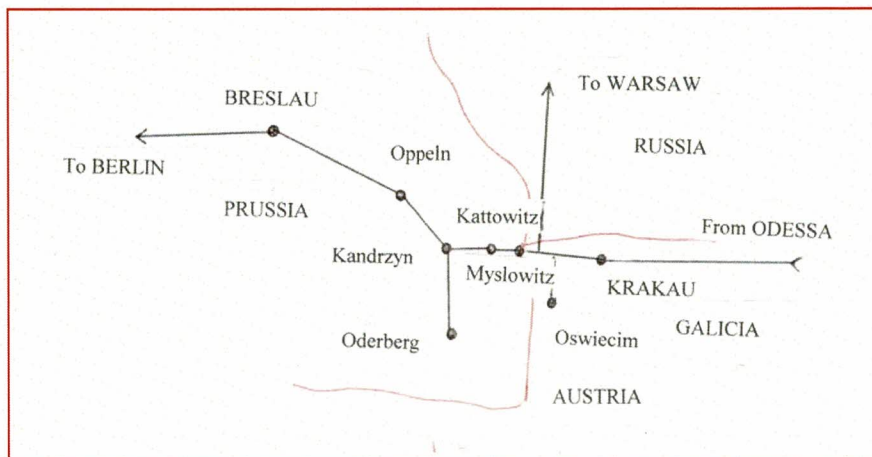 To WARSAW
BRESLAU
RUSSIA
Oppeln
To BERLIN
PRUSSIA
Kattowitz
From ODESSA
Kandrzyn
Myslowitz
KRAKAU
GALICIA
Oderberg
Oswiecim
AUSTRIA